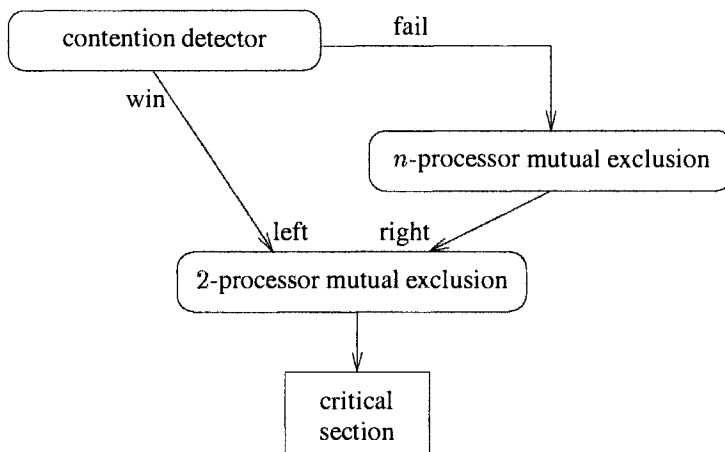 contention detector
fail
win
n-processor mutual exclusion
left
right
2-processor mutual exclusion
critical
section